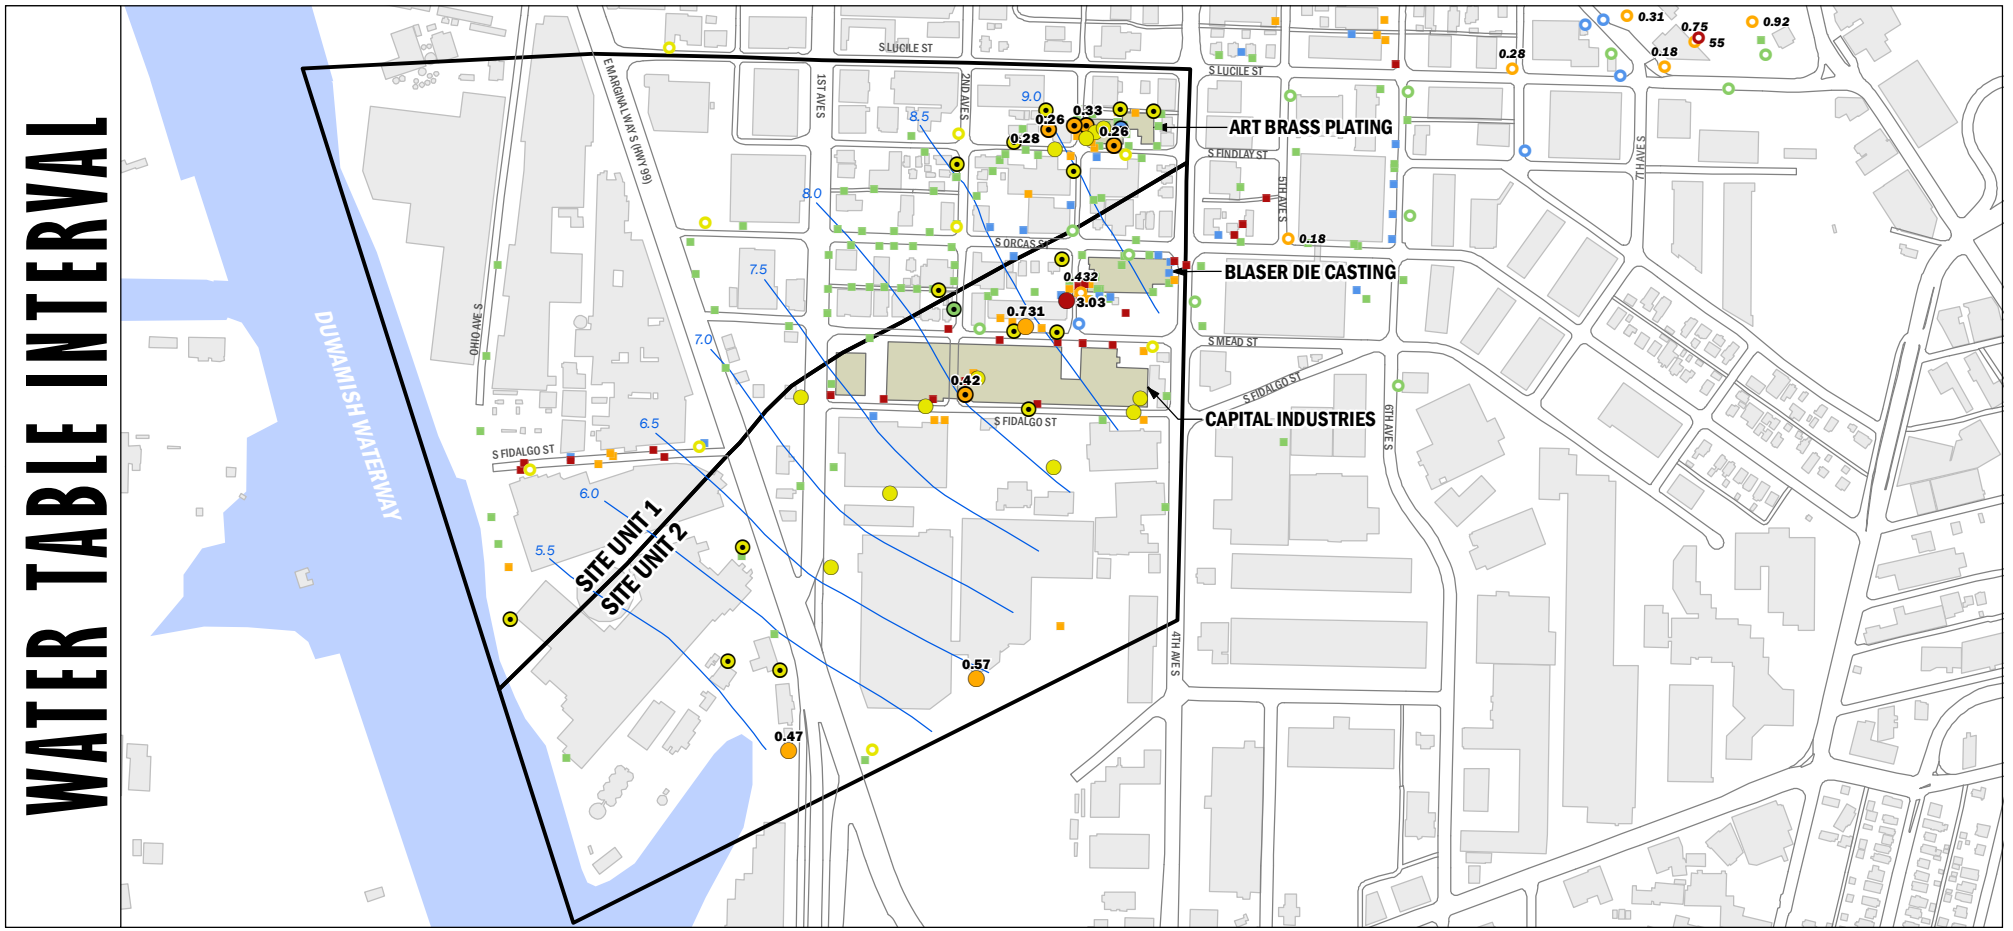 WATER TABLE INTERVAL
DUWAMISH WATERWAY
OHIO AVE S
E MARGINAL WAY S (HWY 99)
S LUCILE ST
1ST AVE S
2ND AVE S
S LUCILE ST
0.31
0.75
55
0.92
0.18
0.28
9.0
8.5
0.33
0.26
0.28
0.26
ART BRASS PLATING
S FINDLAY ST
5TH AVE S
7TH AVE S
8.0
S ORCAS ST
0.18
7.5
0.432
3.03
0.731
BLASER DIE CASTING
7.0
S MEAD ST
0.42
S FIDALGO ST
S FIDALGO ST
CAPITAL INDUSTRIES
6TH AVE S
6.5
S FIDALGO ST
6.0
5.5
SITE UNIT 1
SITE UNIT 2
4TH AVE S
0.57
0.47